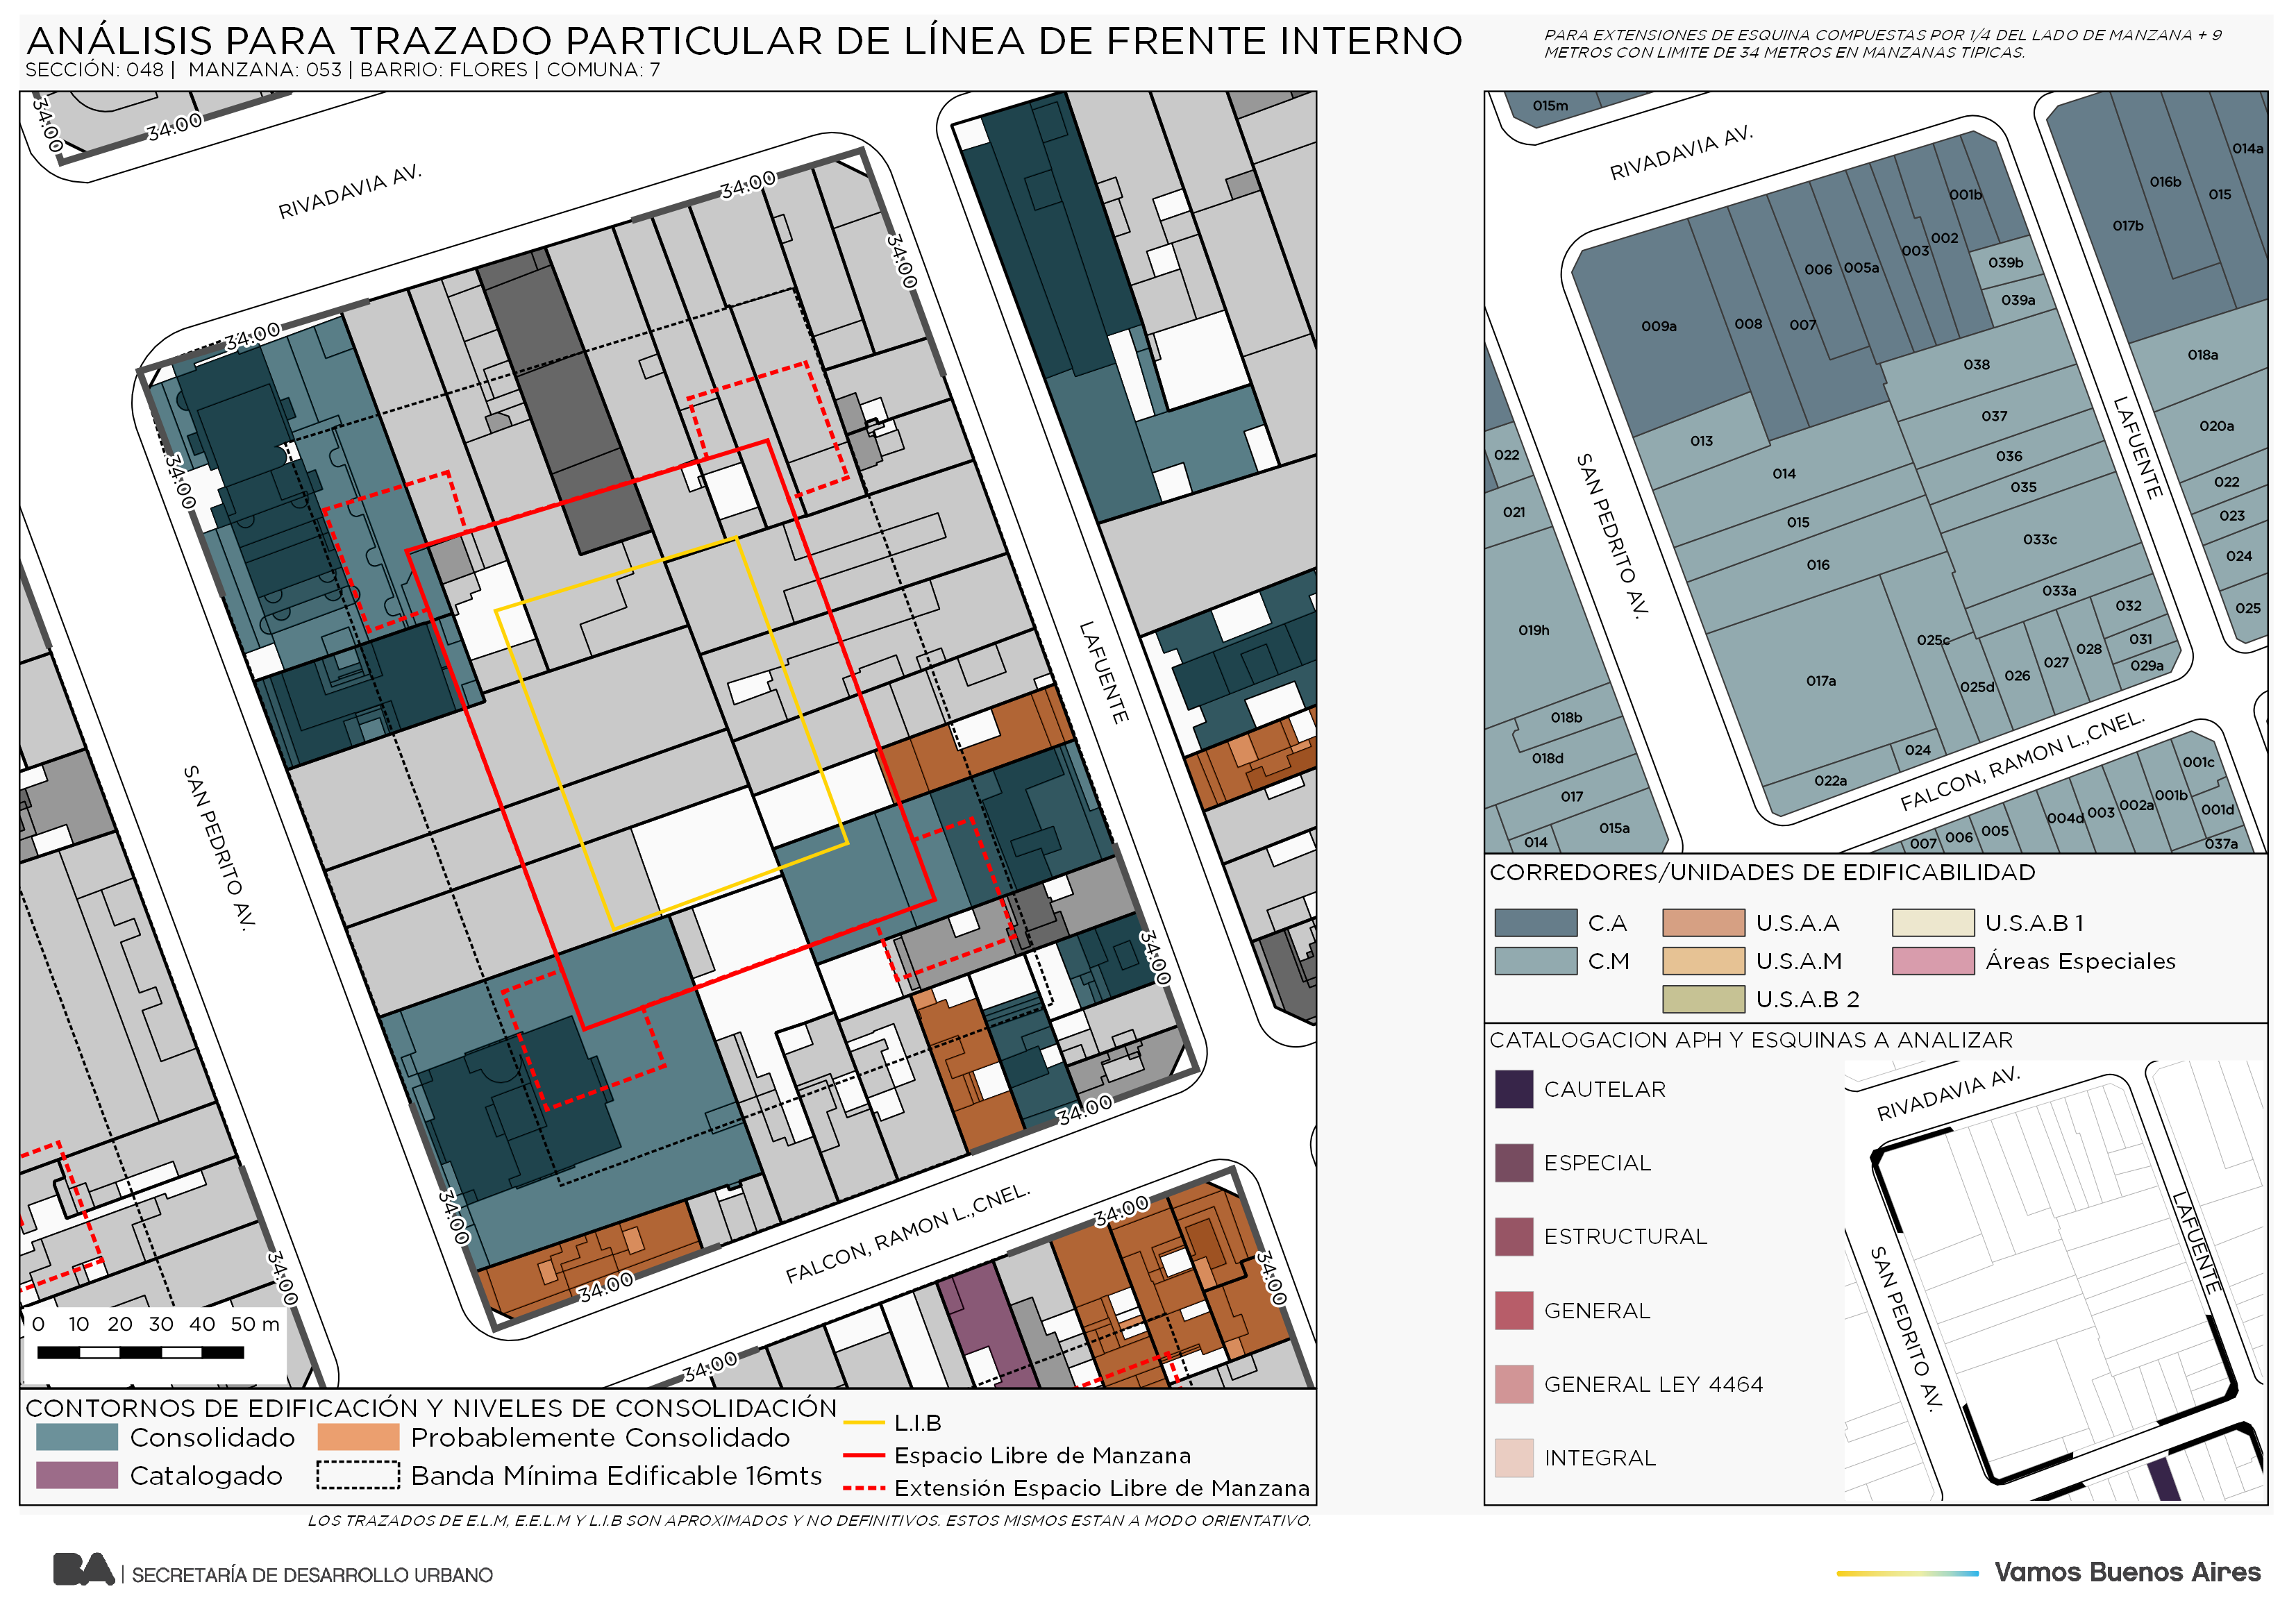 ANÁLISIS PARA TRAZADO PARTICULAR DE LÍNEA DE FRENTE INTERNO
SECCIÓN: 048 | MANZANA: 053 | BARRIO: FLORES | COMUNA: 7
PARA EXTENSIONES DE ESQUINA COMPUESTAS POR 1/4 DEL LADO DE MANZANA + 9
METROS CON LIMITE DE 34 METROS EN MANZANAS TIPICAS.
34.00
34.00
RIVADAVIA AV.
34.00
34.00
34.00
34.00
LAFUENTE
SAN PEDRITO AV.
34.00
34.00
34.00
34.00
FALCON, RAMON L.,CNEL.
34.00
34.00
34.00
34.00
0 10 20 30 40 50 m
CONTORNOS DE EDIFICACIÓN Y NIVELES DE CONSOLIDACIÓN
Consolidado
Probablemente Consolidado
Catalogado
Banda Mínima Edificable 16mts
L.I.B
Espacio Libre de Manzana
Extensión Espacio Libre de Manzana
015m
RIVADAVIA AV.
014a
016b
015
017b
001b
002
003
005a
006
007
008
009a
039b
039a
038
037
036
035
033c
033a
032
031
029a
028
027
026
025d
025c
024
022a
017a
016
015
014
013
018a
020a
022
023
024
025
022
021
019h
018b
018d
017
014
015a
SAN PEDRITO AV.
LAFUENTE
FALCON, RAMON L.,CNEL.
007
006
005
004d
003
002a
001b
001c
001d
037a
CORREDORES/UNIDADES DE EDIFICABILIDAD
C.A
U.S.A.A
U.S.A.B 1
C.M
U.S.A.M
Áreas Especiales
U.S.A.B 2
CATALOGACION APH Y ESQUINAS A ANALIZAR
CAUTELAR
ESPECIAL
ESTRUCTURAL
GENERAL
GENERAL LEY 4464
INTEGRAL
RIVADAVIA AV.
LAFUENTE
SAN PEDRITO AV.
LOS TRAZADOS DE E.L.M, E.E.L.M Y L.I.B SON APROXIMADOS Y NO DEFINITIVOS. ESTOS MISMOS ESTAN A MODO ORIENTATIVO.
BA | SECRETARÍA DE DESARROLLO URBANO
Vamos Buenos Aires